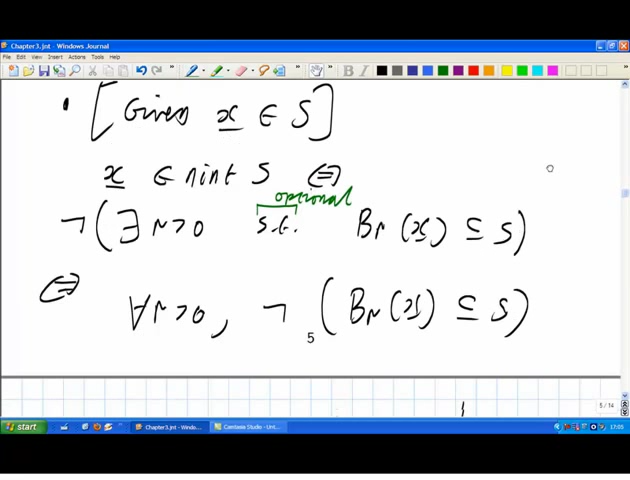 Chapter3.jnt - Windows Journal
File Edit View Insert Actions Tools Help
• [Given x ∈ S]
x ∈ nint S ⇔
optional
¬(∃ r>0 s.t. Br(x) ⊆ S)
⇔
∀r>0, ¬ (Br(x) ⊆ S)
5
5 / 14
start Chapter3.jnt - Windo... Camtasia Studio - Unt... 17:05